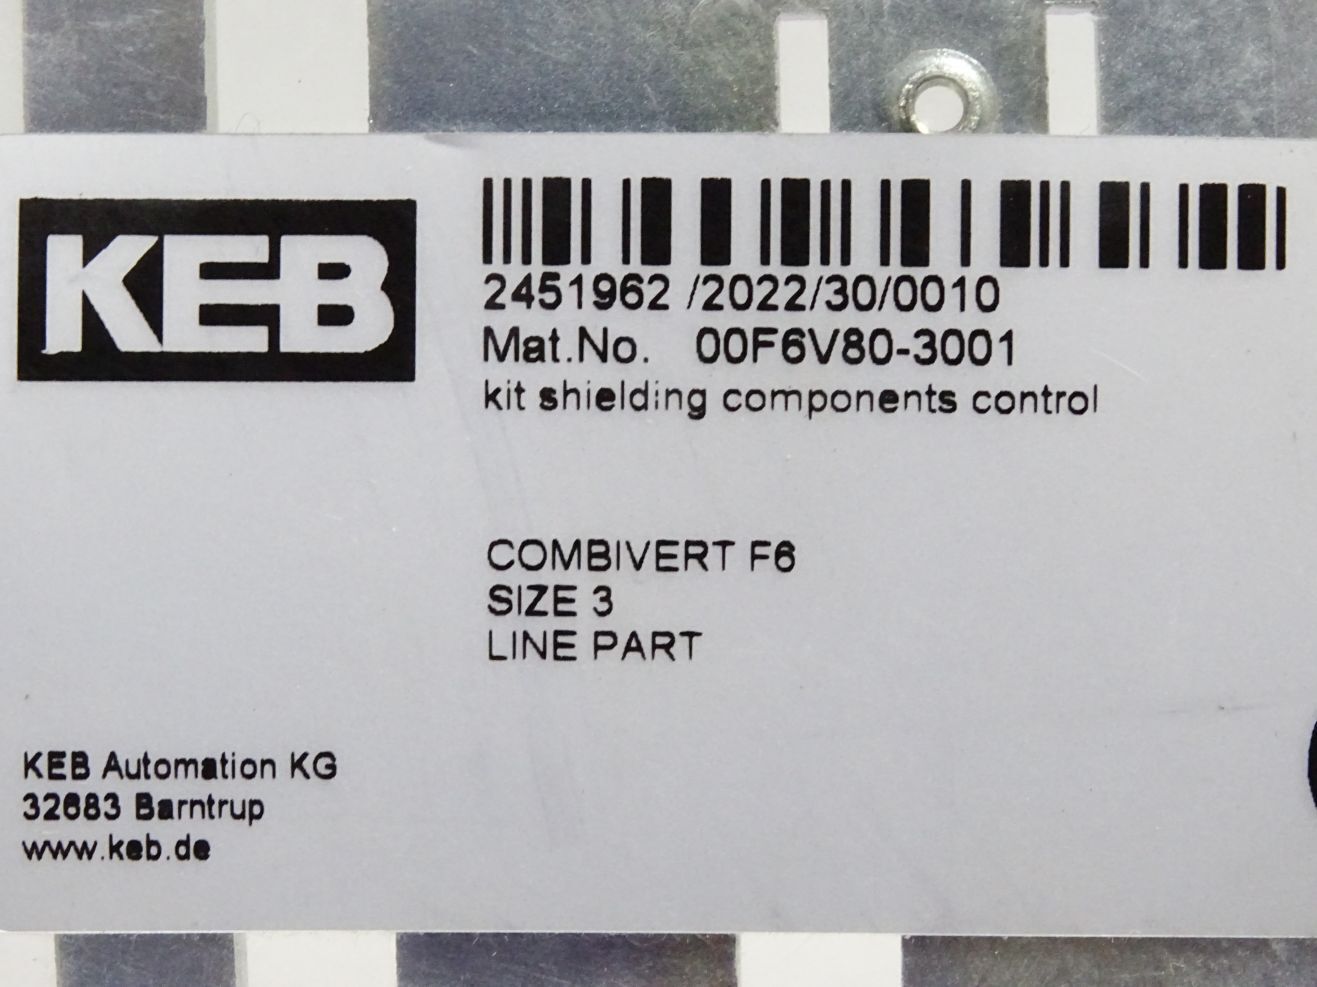 KEB
2451962 /2022/30/0010
Mat.No. 00F6V80-3001
kit shielding components control
COMBIVERT F6
SIZE 3
LINE PART
KEB Automation KG
32683 Barntrup
www.keb.de